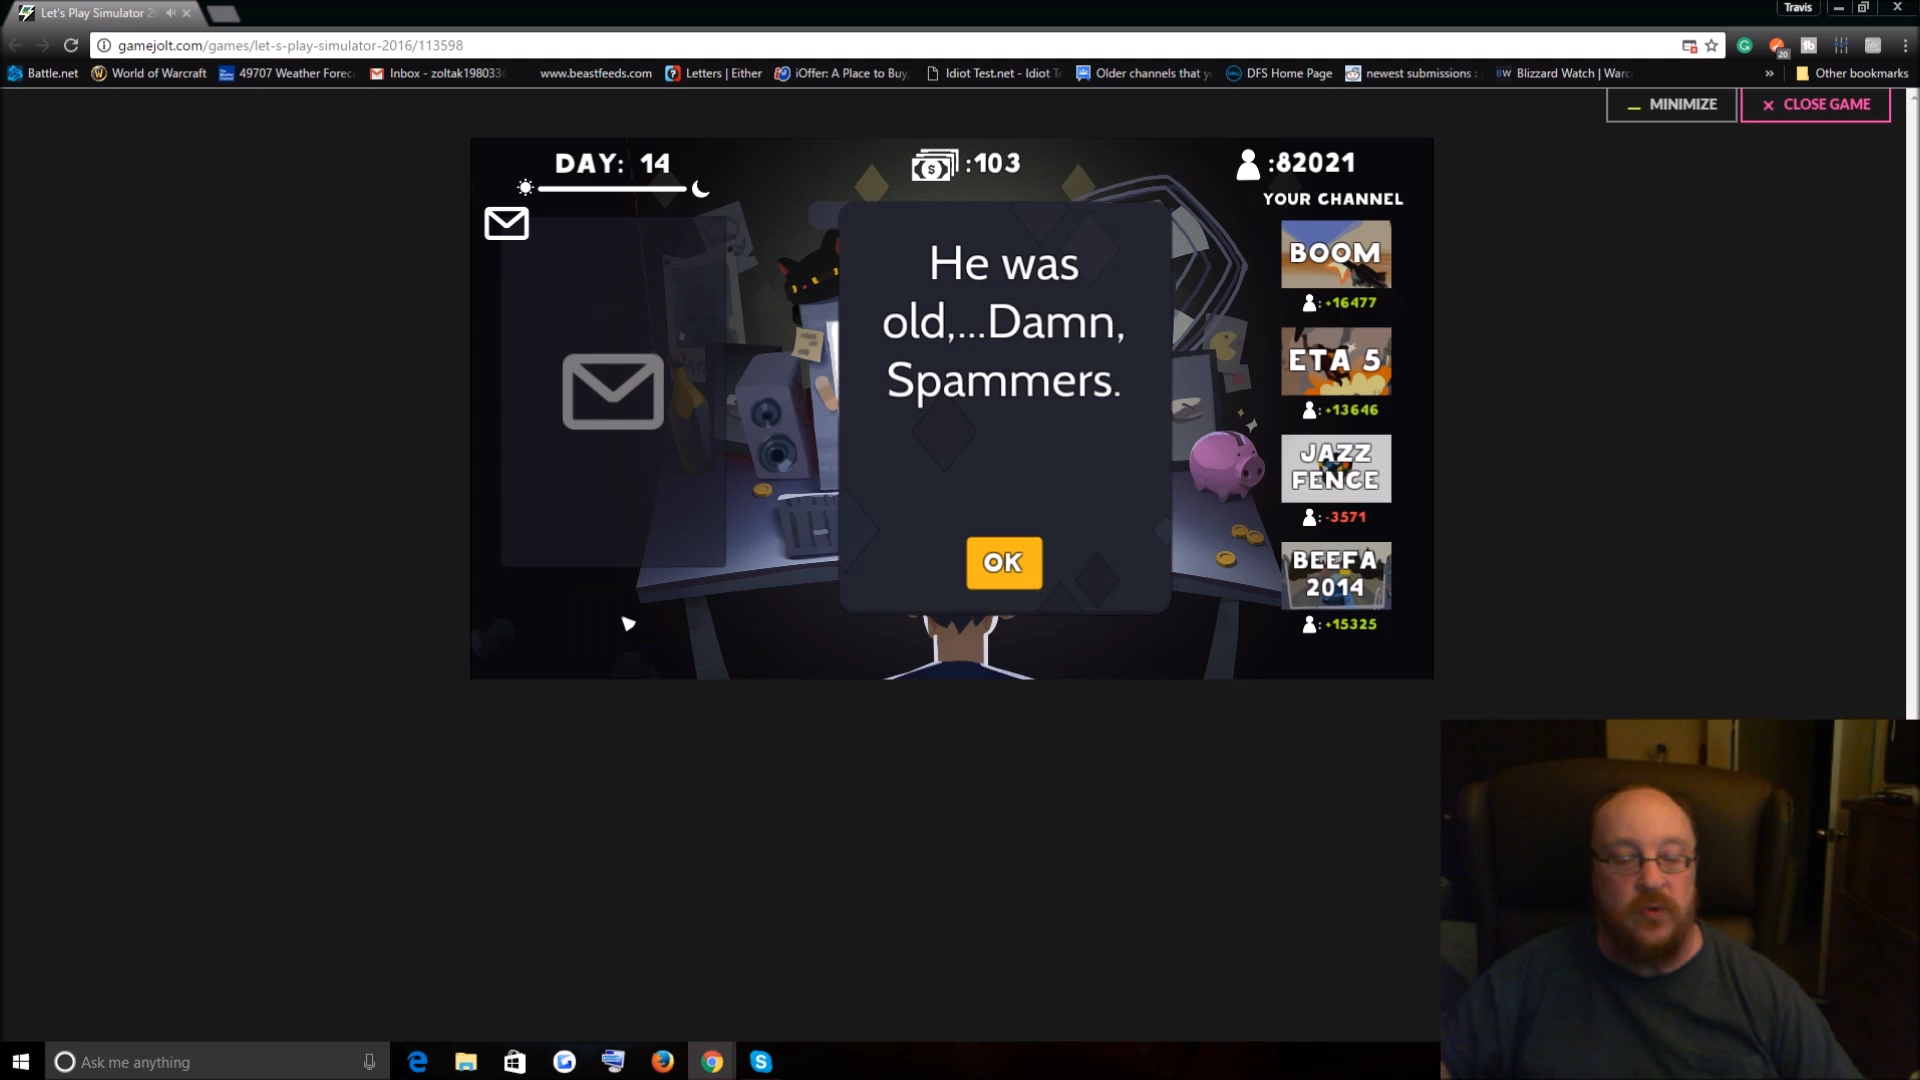 Let's Play Simulator 2
Travis
gamejolt.com/games/let-s-play-simulator-2016/113598
20
Battle.net
World of Warcraft
49707 Weather Forec
Inbox - zoltak198033
www.beastfeeds.com
Letters | Either
iOffer: A Place to Buy,
Idiot Test.net - Idiot T
Older channels that y
DFS Home Page
newest submissions :
BW Blizzard Watch | Warc
»
Other bookmarks
MINIMIZE
× CLOSE GAME
DAY: 14
:103
:82021
YOUR CHANNEL
He was
old,...Damn,
Spammers.
OK
BOOM
:+16477
ETA 5
:+13646
JAZZ
FENCE
:-3571
BEEFA
2014
:+15325
Ask me anything